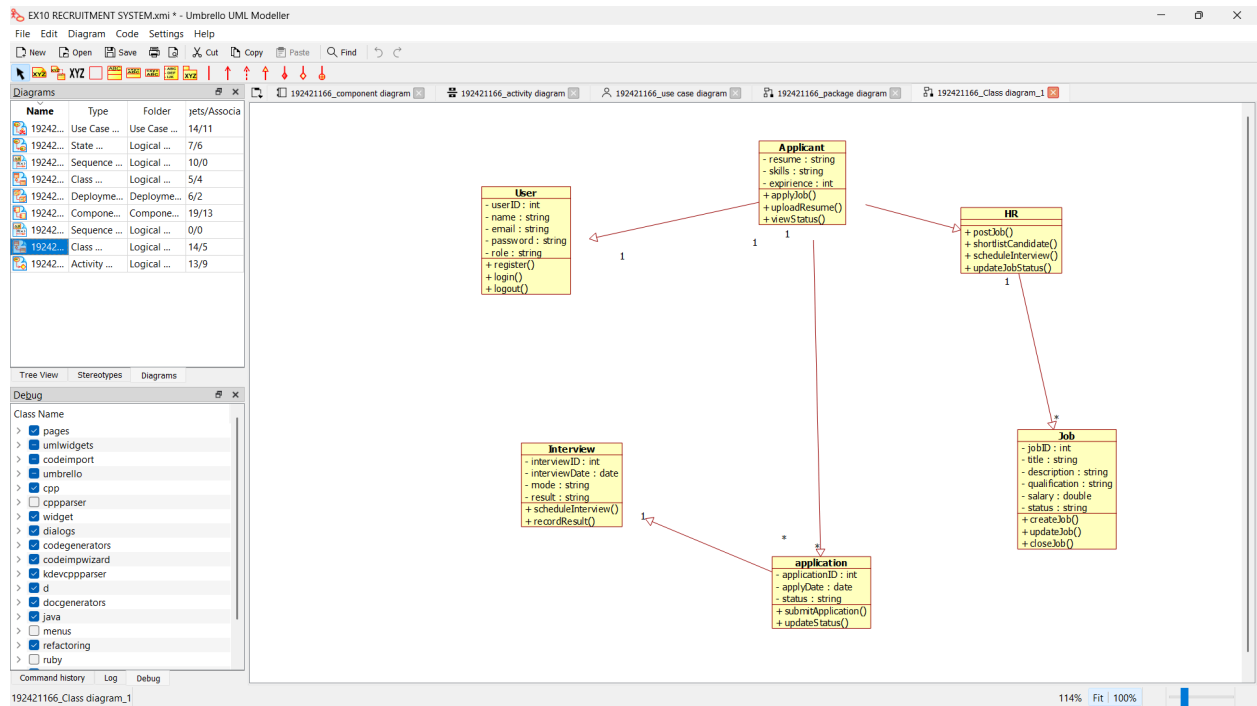 EX10 RECRUITMENT SYSTEM.xmi * - Umbrello UML Modeller
File Edit Diagram Code Settings Help
New Open Save Cut Copy Paste Find
XYZ XYZ ABC ABC XYZ
Diagrams
192421166_component diagram 192421166_activity diagram 192421166_use case diagram 192421166_package diagram 192421166_Class diagram_1
Name Type Folder jets/Associa
19242... Use Case ... Use Case ... 14/11
19242... State ... Logical ... 7/6
19242... Sequence ... Logical ... 10/0
19242... Class ... Logical ... 5/4
19242... Deployme... Deployme... 6/2
19242... Compone... Compone... 19/13
19242... Sequence ... Logical ... 0/0
19242... Class ... Logical ... 14/5
19242... Activity ... Logical ... 13/9
Tree View Stereotypes Diagrams
Debug
Class Name
pages
umlwidgets
codeimport
umbrello
cpp
cppparser
widget
dialogs
codegenerators
codeimpwizard
kdevcppparser
d
docgenerators
java
menus
refactoring
ruby
Command history Log Debug
192421166_Class diagram_1
Applicant
- resume : string
- skills : string
- expirience : int
+ applyJob()
+ uploadResume()
+ viewStatus()
1
1
User
- userID : int
- name : string
- email : string
- password : string
- role : string
+ register()
+ login()
+ logout()
1
HR
+ postJob()
+ shortlistCandidate()
+ scheduleInterview()
+ updateJobStatus()
1
*
Job
- jobID : int
- title : string
- description : string
- qualification : string
- salary : double
- status : string
+ createJob()
+ updateJob()
+ closeJob()
Interview
- interviewID : int
- interviewDate : date
- mode : string
- result : string
+ scheduleInterview()
+ recordResult()
1
*
*
application
- applicationID : int
- applyDate : date
- status : string
+ submitApplication()
+ updateStatus()
114% Fit 100%